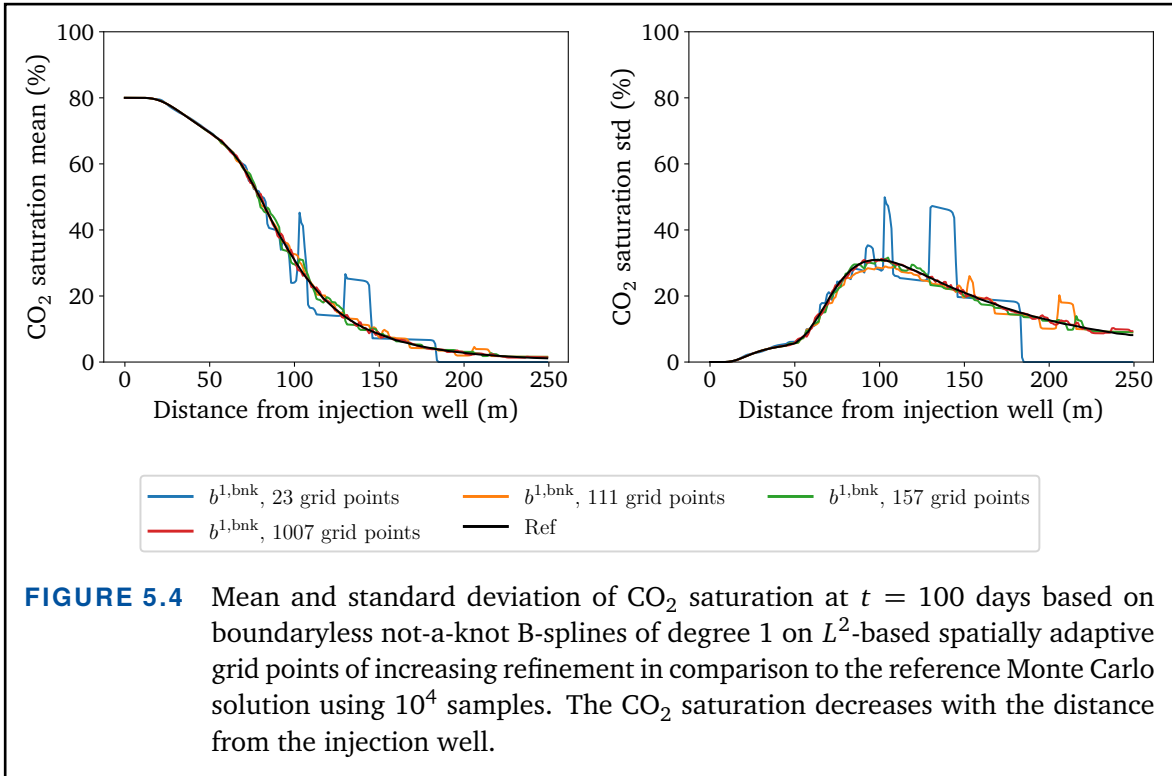 100
80
60
40
20
0
CO₂ saturation mean (%)
0 50 100 150 200 250
Distance from injection well (m)
100
80
60
40
20
0
CO₂ saturation std (%)
0 50 100 150 200 250
Distance from injection well (m)
b^{1,bnk}, 23 grid points
b^{1,bnk}, 111 grid points
b^{1,bnk}, 157 grid points
b^{1,bnk}, 1007 grid points
Ref
FIGURE 5.4 Mean and standard deviation of CO₂ saturation at t = 100 days based on
boundaryless not-a-knot B-splines of degree 1 on L²-based spatially adaptive
grid points of increasing refinement in comparison to the reference Monte Carlo
solution using 10⁴ samples. The CO₂ saturation decreases with the distance
from the injection well.